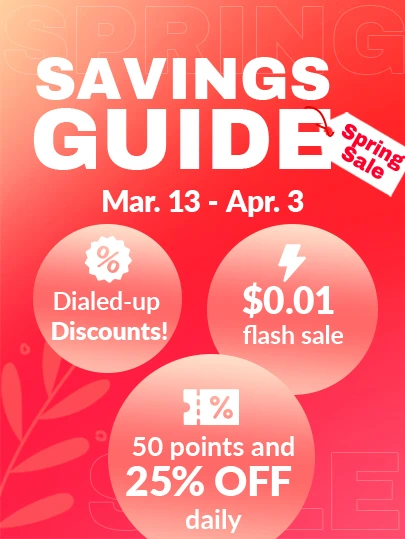 SPRING
SAVINGS
GUIDE
Spring
Sale
Mar. 13 - Apr. 3
%
Dialed-up
Discounts!
$0.01
flash sale
%
50 points and
25% OFF
daily
SALE